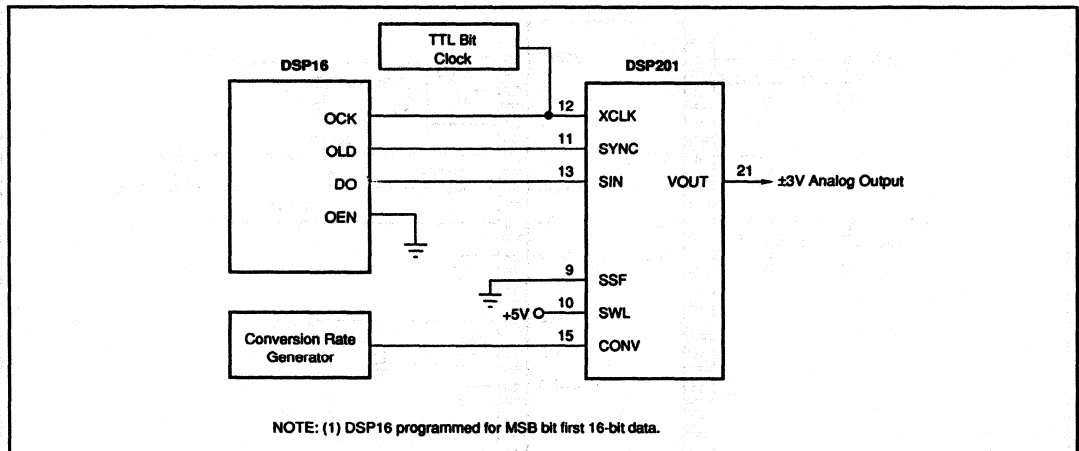 TTL Bit
Clock
DSP16
DSP201
OCK
12
XCLK
OLD
11
SYNC
DO
13
SIN
VOUT
21
±3V Analog Output
OEN
9
SSF
+5V
10
SWL
Conversion Rate
Generator
15
CONV
NOTE: (1) DSP16 programmed for MSB bit first 16-bit data.